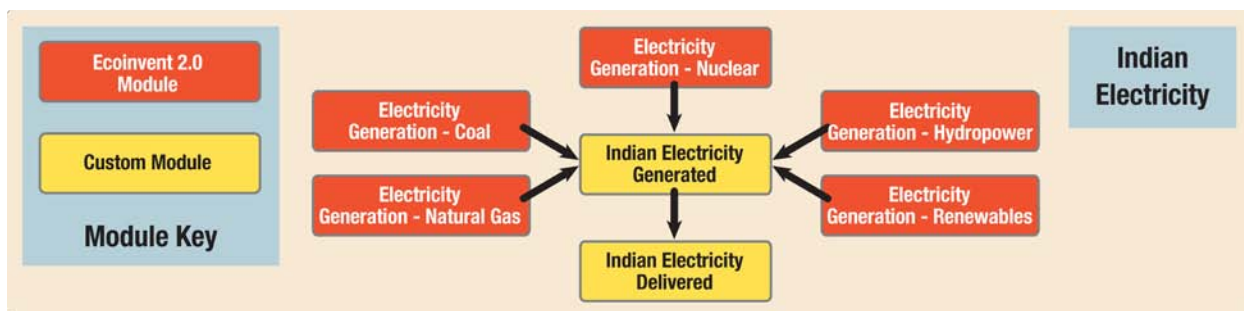 Ecoinvent 2.0
Module
Custom Module
Module Key
Electricity
Generation - Nuclear
Electricity
Generation - Coal
Electricity
Generation - Natural Gas
Indian Electricity
Generated
Indian Electricity
Delivered
Electricity
Generation - Hydropower
Electricity
Generation - Renewables
Indian
Electricity